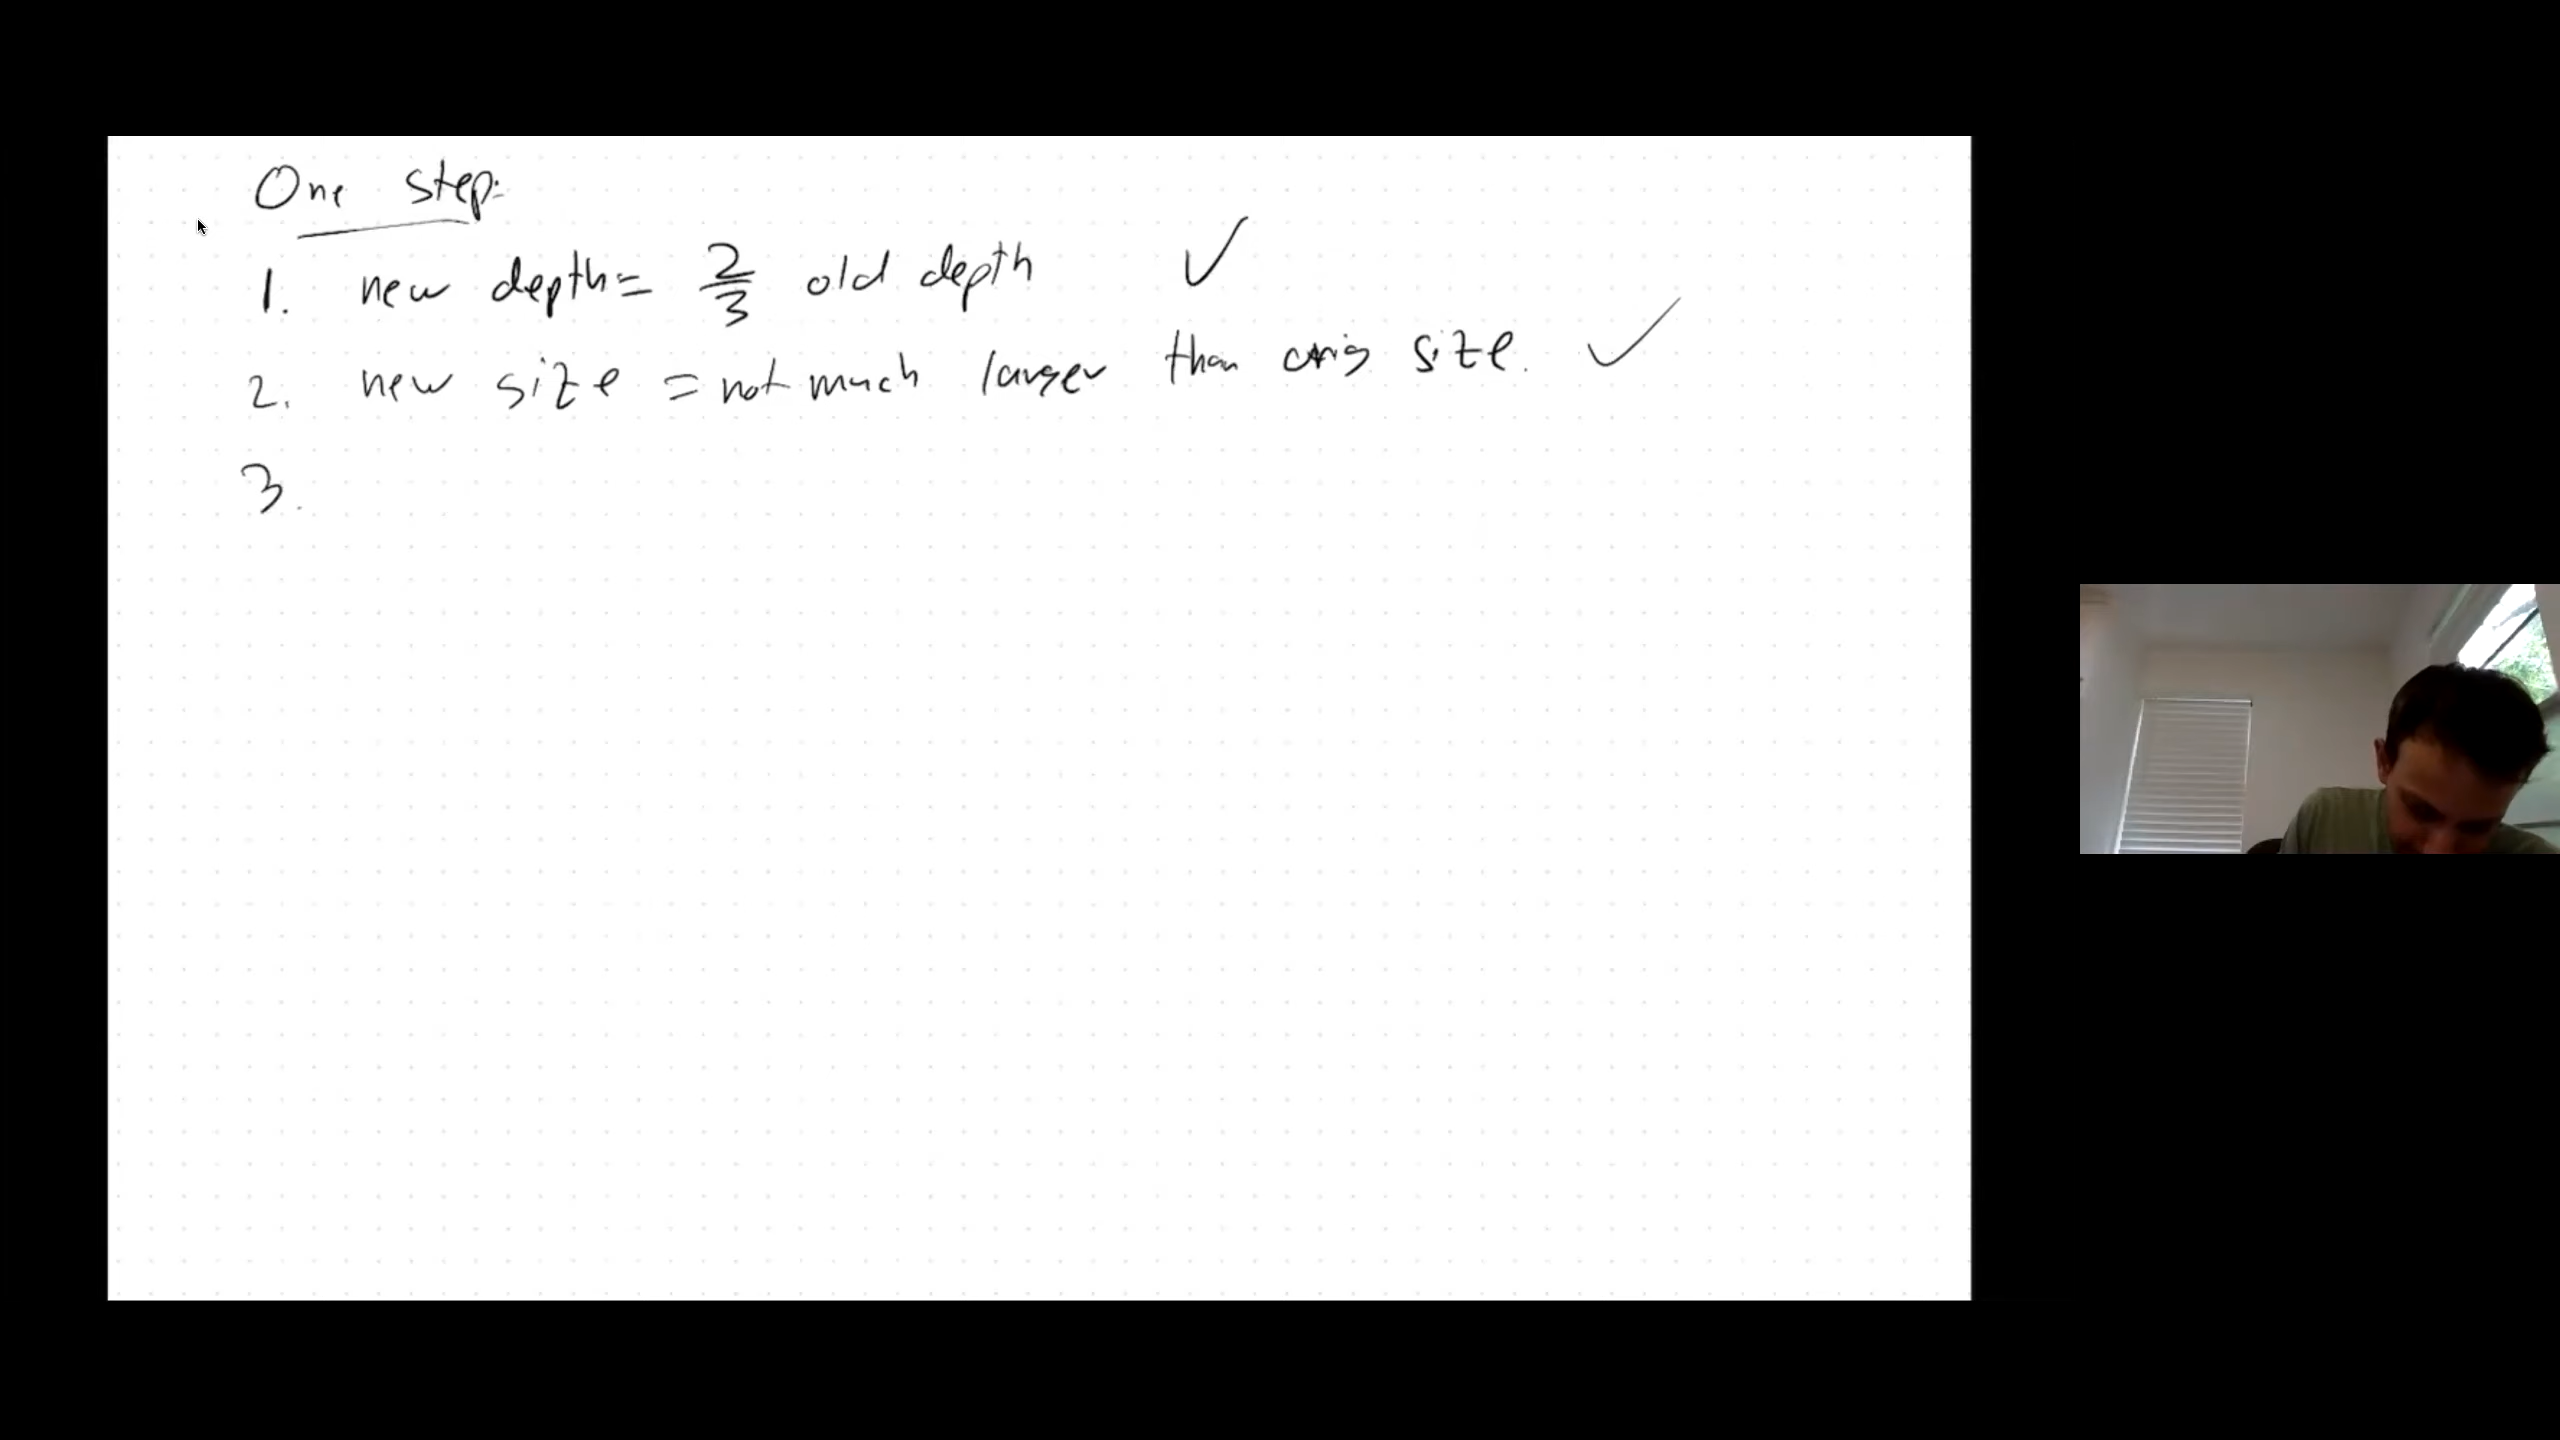 One step:
1. new depth = 2/3 old depth ✓
2. new size = not much larger than orig size. ✓
3.